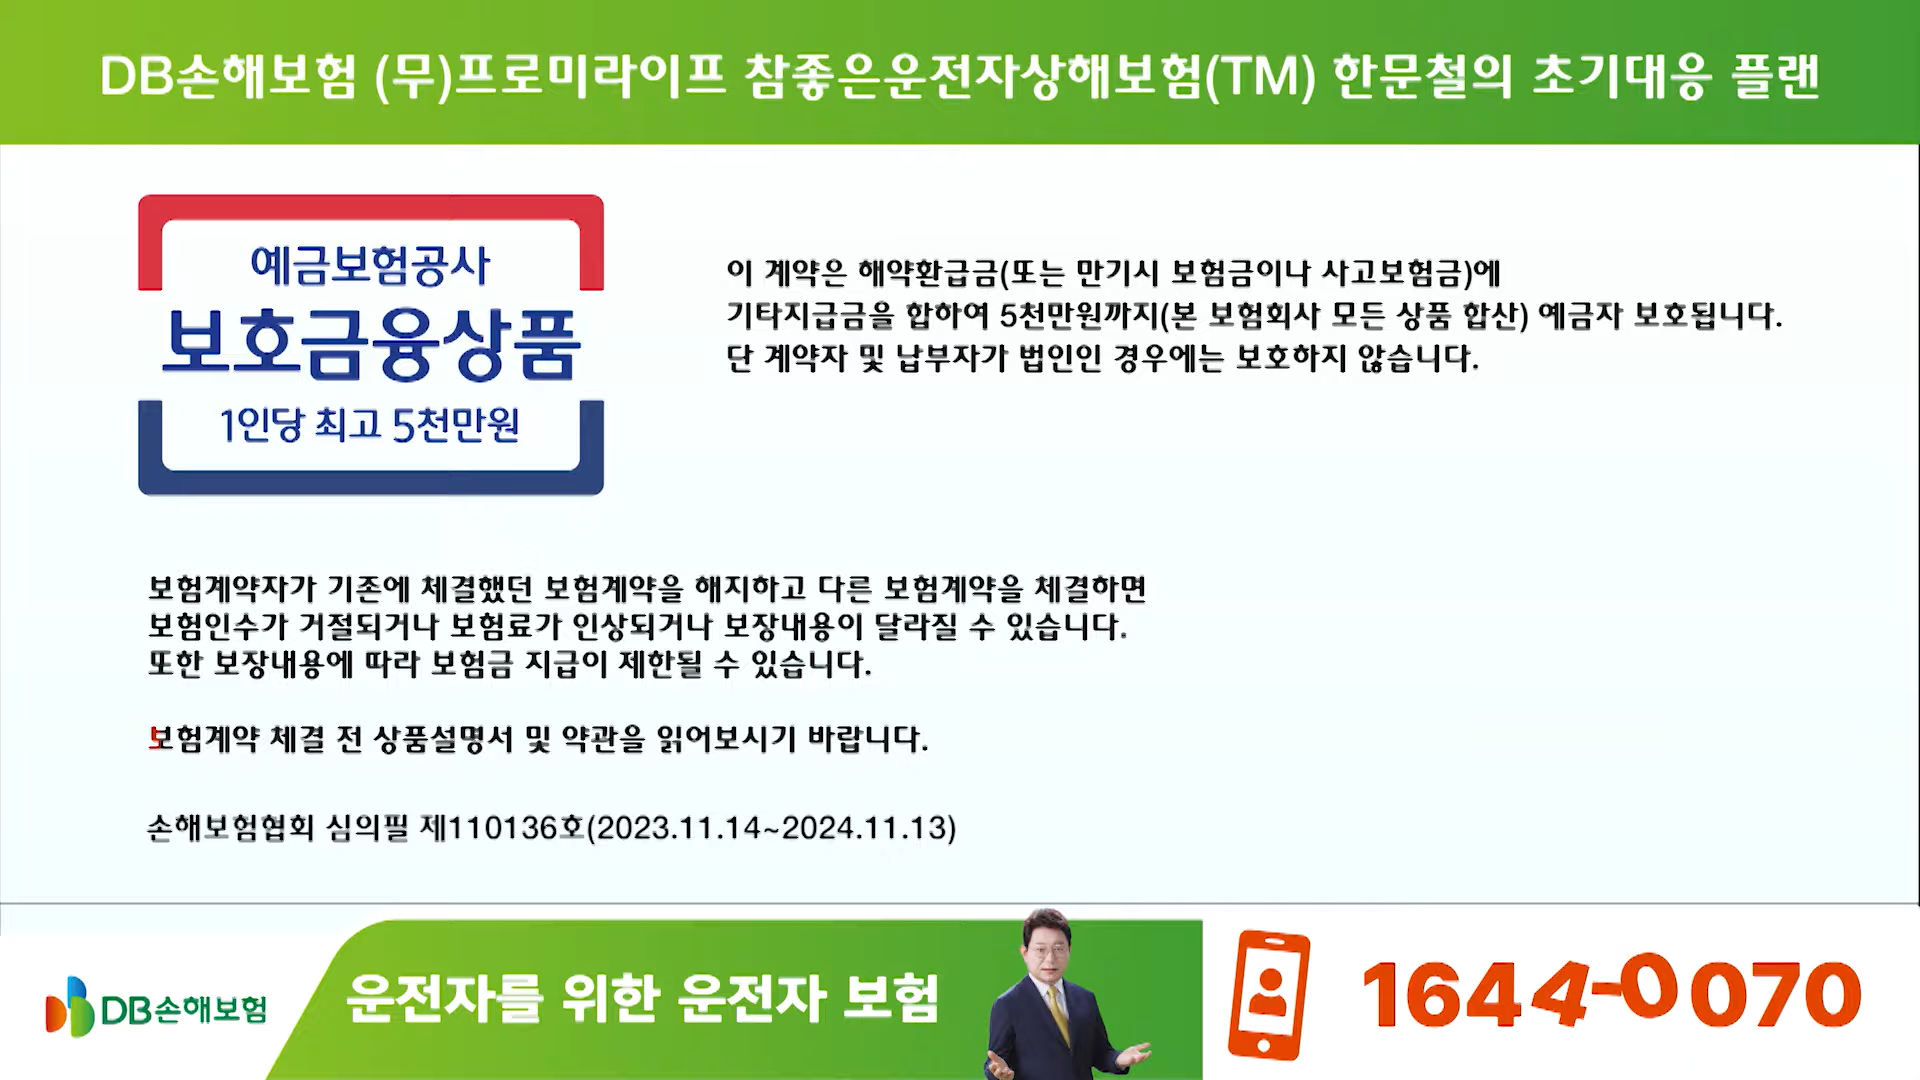 DB손해보험 (무)프로미라이프 참좋은운전자상해보험(TM) 한문철의 초기대응 플랜
예금보험공사
보호금융상품
1인당 최고 5천만원
이 계약은 해약환급금(또는 만기시 보험금이나 사고보험금)에
기타지급금을 합하여 5천만원까지(본 보험회사 모든 상품 합산) 예금자 보호됩니다.
단 계약자 및 납부자가 법인인 경우에는 보호하지 않습니다.
보험계약자가 기존에 체결했던 보험계약을 해지하고 다른 보험계약을 체결하면
보험인수가 거절되거나 보험료가 인상되거나 보장내용이 달라질 수 있습니다.
또한 보장내용에 따라 보험금 지급이 제한될 수 있습니다.
보험계약 체결 전 상품설명서 및 약관을 읽어보시기 바랍니다.
손해보험협회 심의필 제110136호(2023.11.14~2024.11.13)
DB손해보험
운전자를 위한 운전자 보험
1644-0070